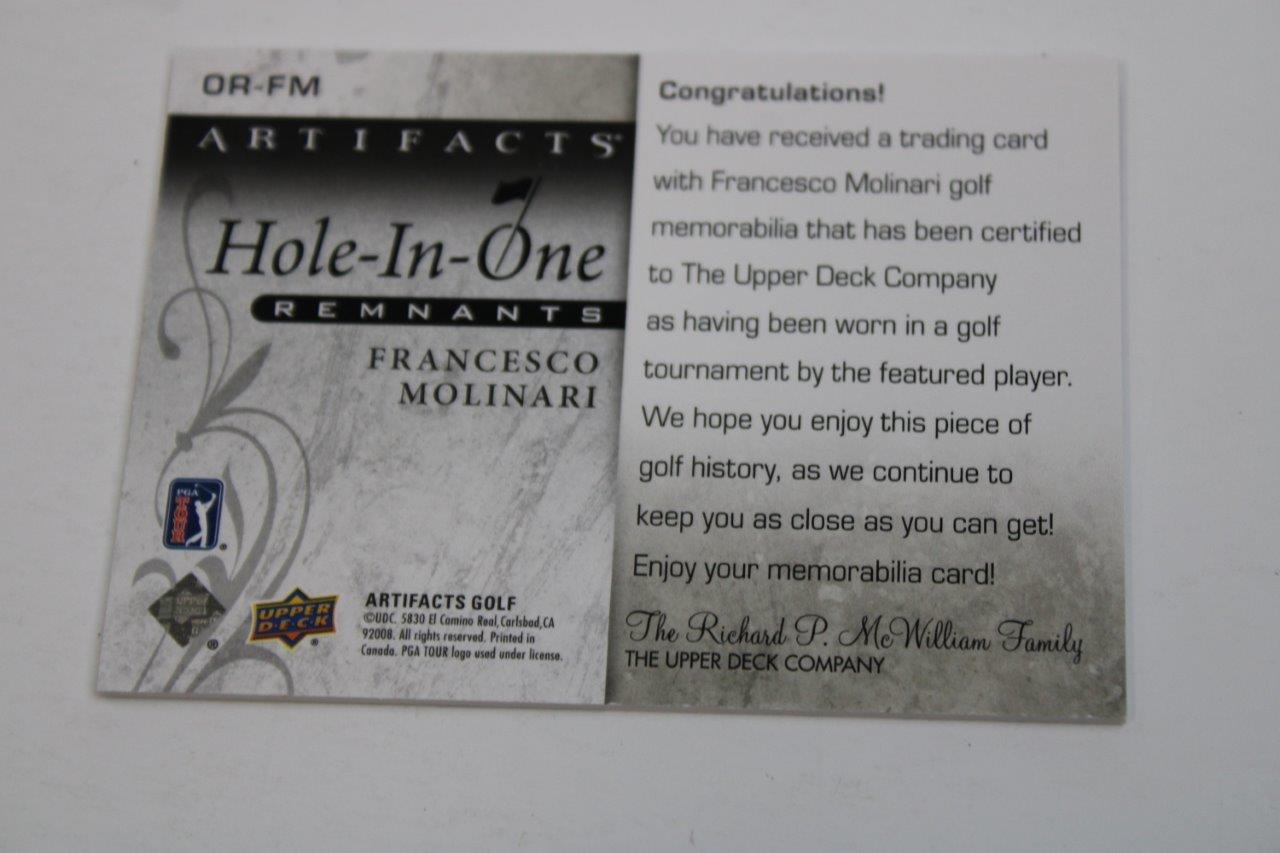 OR-FM
ARTIFACTS™
Hole-In-One
REMNANTS
FRANCESCO
MOLINARI
PGA
TOUR
®
®
UPPER
DECK
®
ARTIFACTS GOLF
©UDC. 5830 El Camino Real, Carlsbad, CA
92008. All rights reserved. Printed in
Canada. PGA TOUR logo used under license.
Congratulations!
You have received a trading card
with Francesco Molinari golf
memorabilia that has been certified
to The Upper Deck Company
as having been worn in a golf
tournament by the featured player.
We hope you enjoy this piece of
golf history, as we continue to
keep you as close as you can get!
Enjoy your memorabilia card!
The Richard P. McWilliam Family
THE UPPER DECK COMPANY